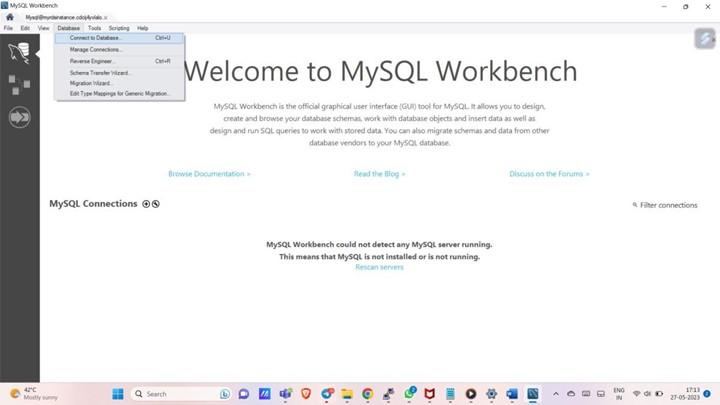 MySQL Workbench
File Edit View Database Tools Scripting Help
Connect to Database... Ctrl+U
Manage Connections...
Reverse Engineer... Ctrl+R
Schema Transfer Wizard...
Migration Wizard...
Edit Type Mappings for Generic Migration...
Welcome to MySQL Workbench
MySQL Workbench is the official graphical user interface (GUI) tool for MySQL. It allows you to design,
create and browse your database schemas, work with database objects and insert data as well as
design and run SQL queries to work with stored data. You can also migrate schemas and data from other
database vendors to your MySQL database.
Browse Documentation > Read the Blog > Discuss on the Forums >
MySQL Connections Filter connections
MySQL Workbench could not detect any MySQL server running.
This means that MySQL is not installed or is not running.
Rescan servers
42°C
Mostly sunny
Search
2
ENG
IN
17:13
27-05-2023